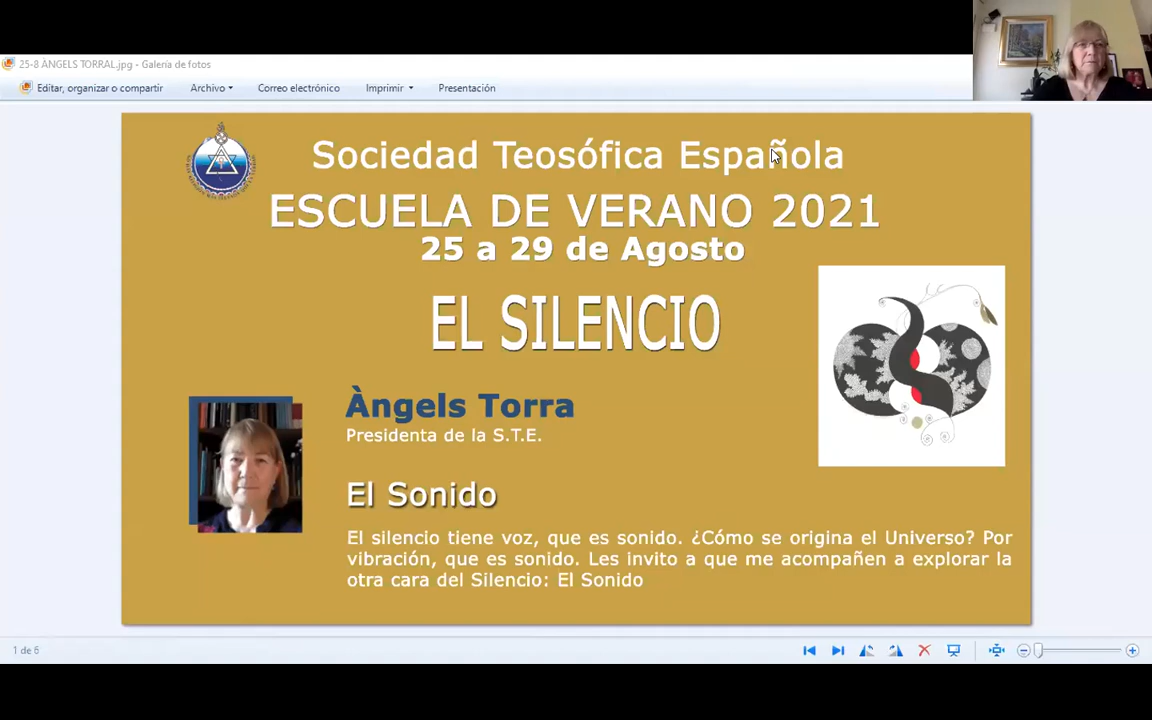 25-8 ÀNGELS TORRAL.jpg - Galería de fotos
Editar, organizar o compartir Archivo Correo electrónico Imprimir Presentación
Sociedad Teosófica Española
ESCUELA DE VERANO 2021
25 a 29 de Agosto
EL SILENCIO
Àngels Torra
Presidenta de la S.T.E.
El Sonido
El silencio tiene voz, que es sonido. ¿Cómo se origina el Universo? Por
vibración, que es sonido. Les invito a que me acompañen a explorar la
otra cara del Silencio: El Sonido
1 de 6